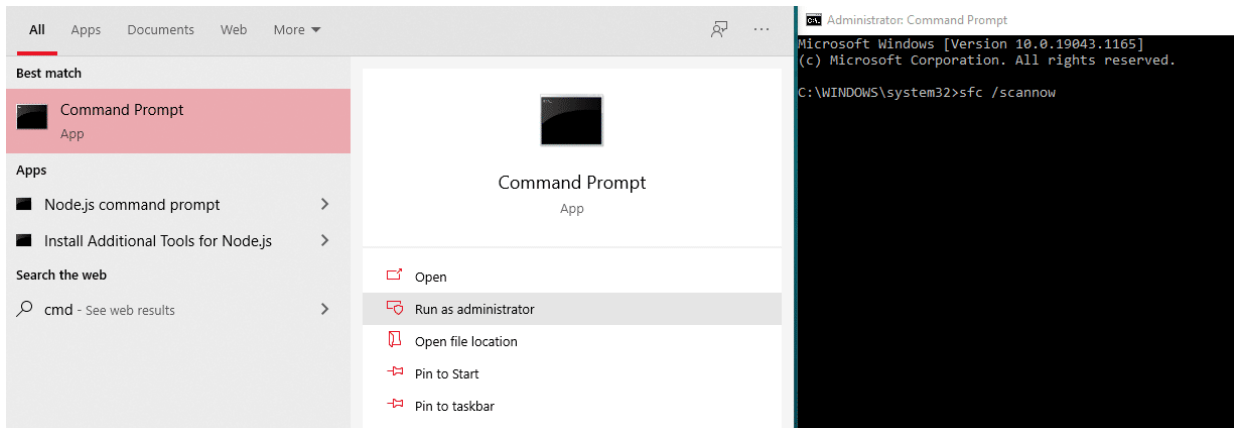 All Apps Documents Web More
Best match
Command Prompt
App
Apps
Node.js command prompt
Install Additional Tools for Node.js
Search the web
cmd - See web results
Command Prompt
App
Open
Run as administrator
Open file location
Pin to Start
Pin to taskbar
Administrator: Command Prompt
Microsoft Windows [Version 10.0.19043.1165]
(c) Microsoft Corporation. All rights reserved.
C:\WINDOWS\system32>sfc /scannow